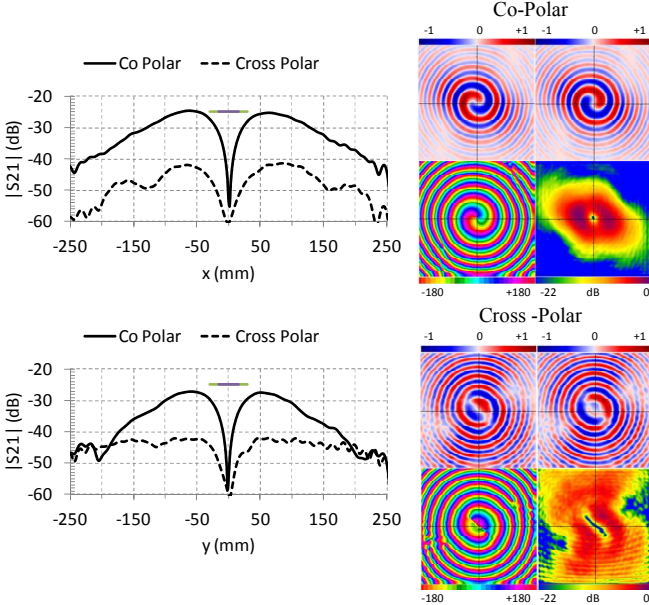 Co-Polar
-1 0 +1 0 +1
Co Polar Cross Polar
-20
-30
-40
-50
-60
|S21| (dB)
-250 -150 -50 50 150 250
x (mm)
-180 +180 -22 dB 0
Cross -Polar
-1 0 +1 0 +1
Co Polar Cross Polar
-20
-30
-40
-50
-60
|S21| (dB)
-250 -150 -50 50 150 250
y (mm)
-180 +180 -22 dB 0